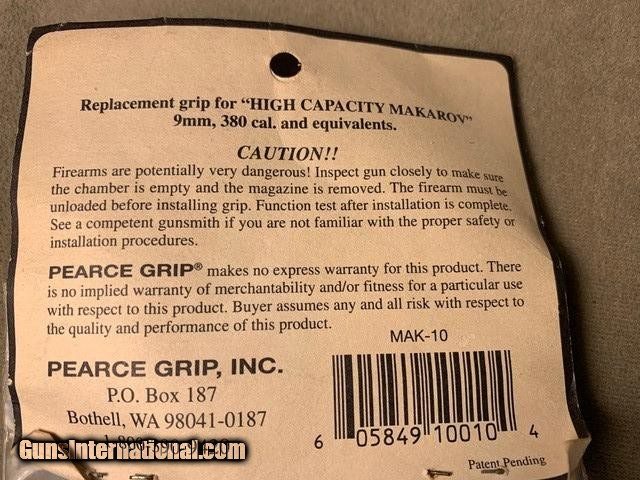 Replacement grip for "HIGH CAPACITY MAKAROV"
9mm, 380 cal. and equivalents.
CAUTION!!
Firearms are potentially very dangerous! Inspect gun closely to make sure
the chamber is empty and the magazine is removed. The firearm must be
unloaded before installing grip. Function test after installation is complete.
See a competent gunsmith if you are not familiar with the proper safety or
installation procedures.
PEARCE GRIP® makes no express warranty for this product. There
is no implied warranty of merchantability and/or fitness for a particular use
with respect to this product. Buyer assumes any and all risk with respect to
the quality and performance of this product.
MAK-10
PEARCE GRIP, INC.
P.O. Box 187
Bothell, WA 98041-0187
6 05849 10010 4
GunsInternational.com
Patent Pending